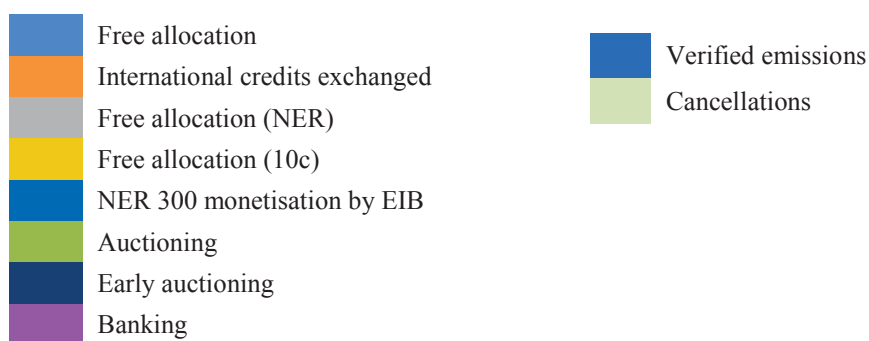 Free allocation
International credits exchanged
Free allocation (NER)
Free allocation (10c)
NER 300 monetisation by EIB
Auctioning
Early auctioning
Banking
Verified emissions
Cancellations